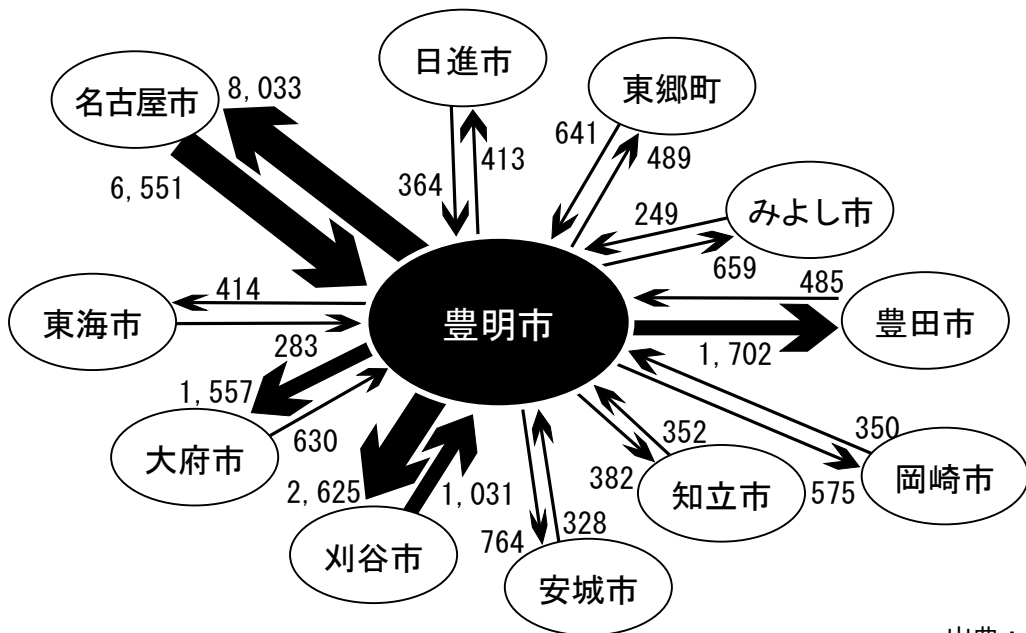 日進市
東郷町
名古屋市
8,033
641
413
489
364
6,551
みよし市
249
659
485
414
東海市
豊明市
豊田市
283
1,702
1,557
大府市
630
352
350
382
2,625
1,031
知立市
575
岡崎市
刈谷市
764
328
安城市